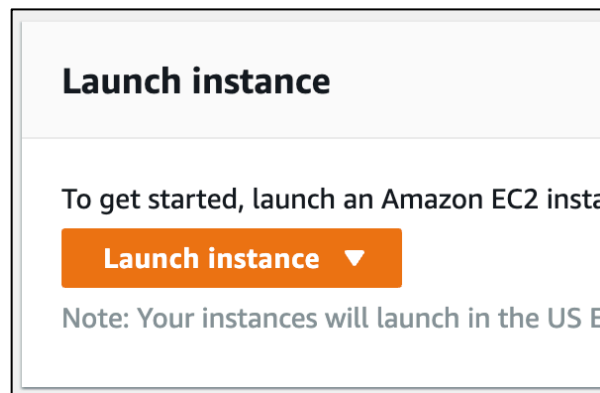 Launch instance
To get started, launch an Amazon EC2
Launch instance
Note: Your instances will launch in the US